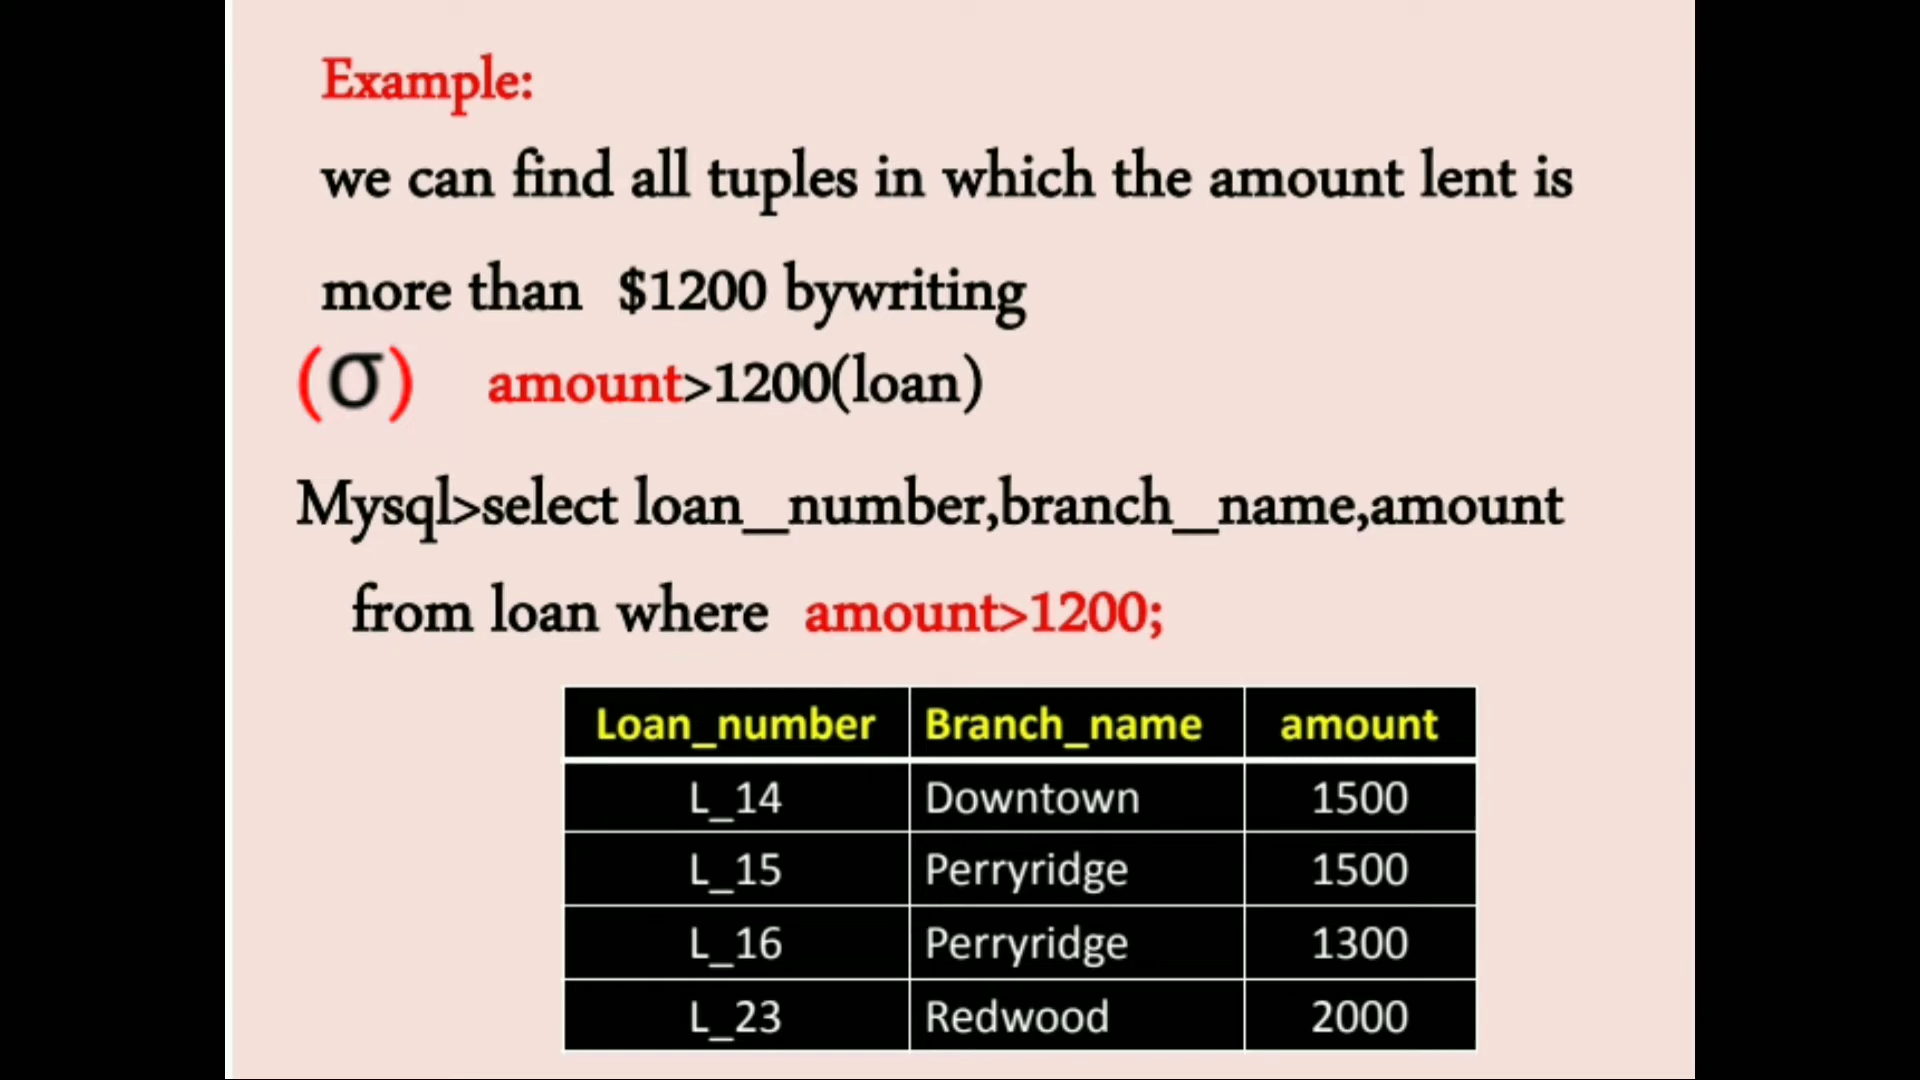 Example:
we can find all tuples in which the amount lent is
more than $1200 bywriting
(σ) amount>1200(loan)
Mysql>select loan_number,branch_name,amount
from loan where amount>1200;
Loan_number Branch_name amount
L_14 Downtown 1500
L_15 Perryridge 1500
L_16 Perryridge 1300
L_23 Redwood 2000